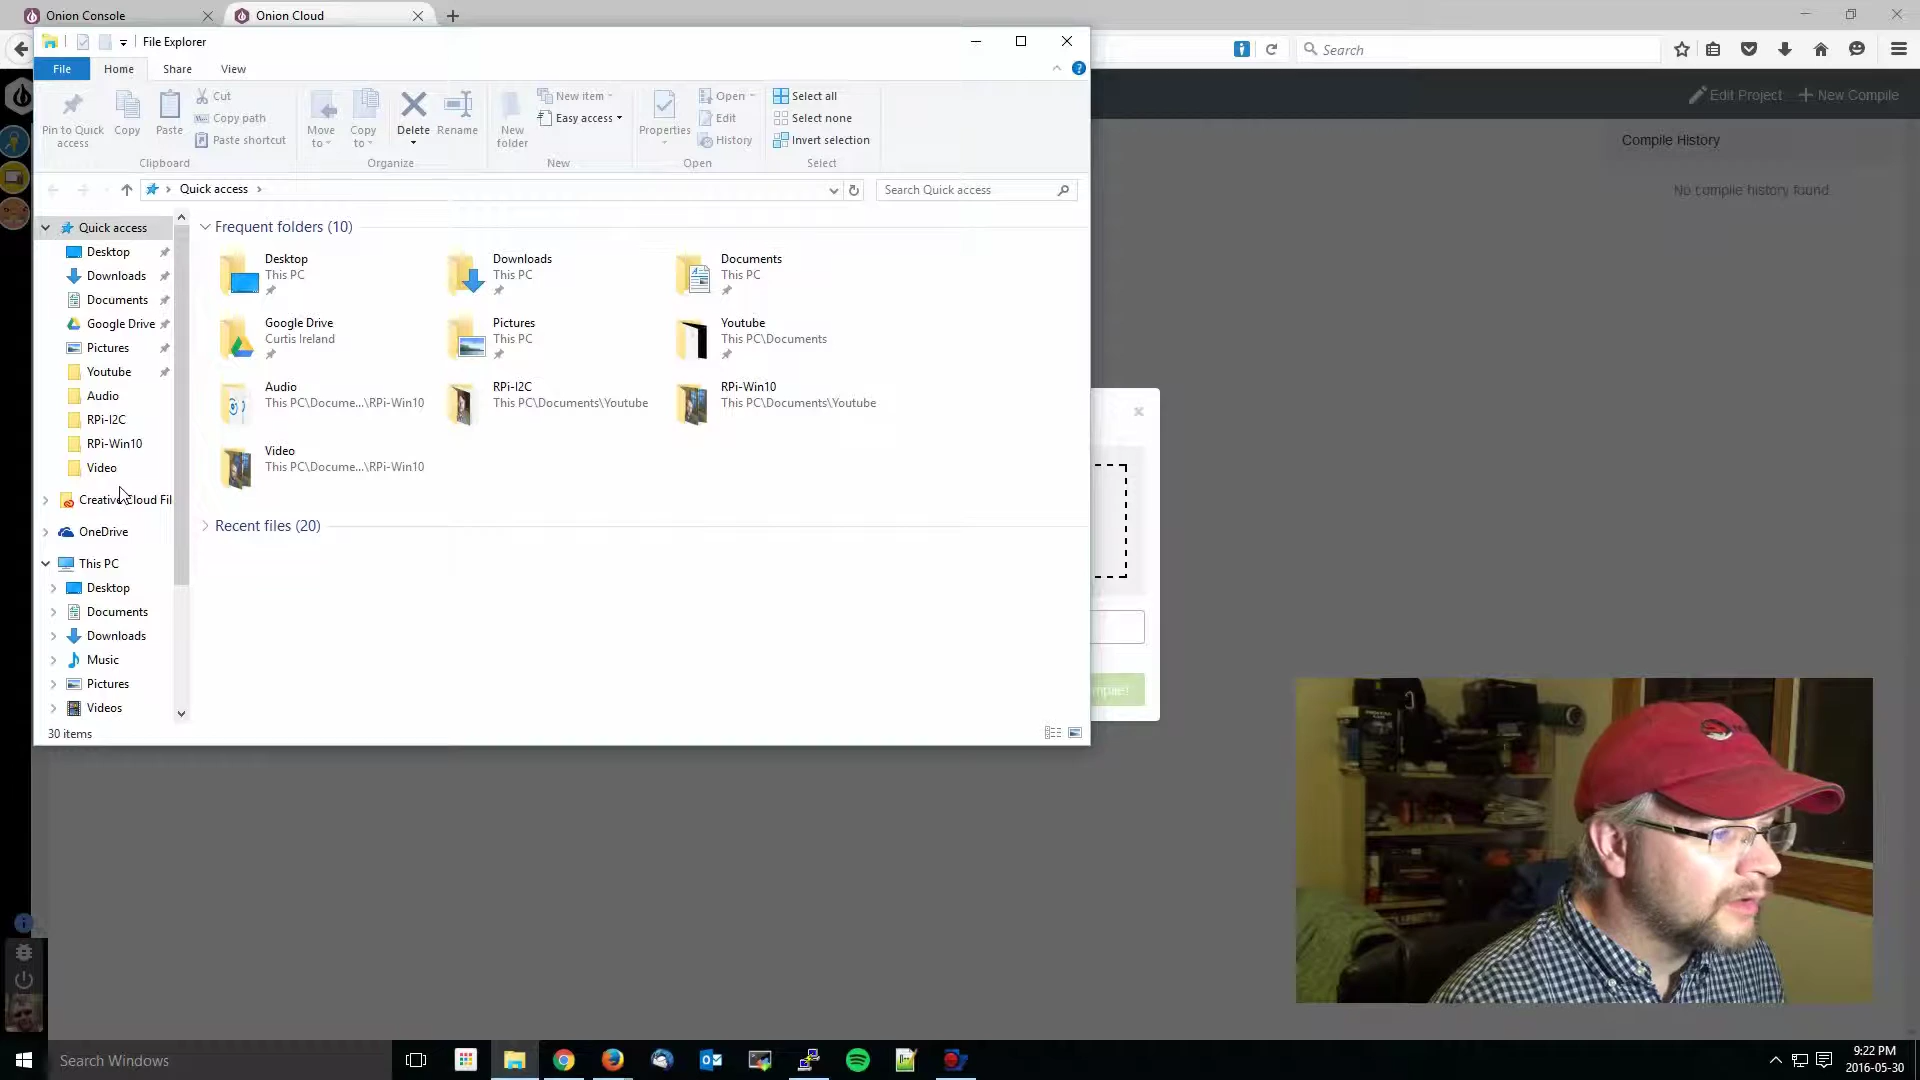 Onion Console
Onion Cloud
File Explorer
Search
File
Home
Share
View
Edit Project
New Compile
Pin to Quick access
Copy
Paste
Cut
Copy path
Paste shortcut
Clipboard
Move to
Copy to
Delete
Rename
Organize
New folder
New item
Easy access
New
Properties
Open
Edit
History
Open
Select all
Select none
Invert selection
Select
Compile History
No compile history found.
Quick access
Search Quick access
Quick access
Desktop
Downloads
Documents
Google Drive
Pictures
Youtube
Audio
RPi-I2C
RPi-Win10
Video
Creative Cloud Fil
OneDrive
This PC
Desktop
Documents
Downloads
Music
Pictures
Videos
Frequent folders (10)
Desktop
This PC
Downloads
This PC
Documents
This PC
Google Drive
Curtis Ireland
Pictures
This PC
Youtube
This PC\Documents
Audio
This PC\Docume...\RPi-Win10
RPi-I2C
This PC\Documents\Youtube
RPi-Win10
This PC\Documents\Youtube
Video
This PC\Docume...\RPi-Win10
Recent files (20)
30 items
Search Windows
9:22 PM
2016-05-30